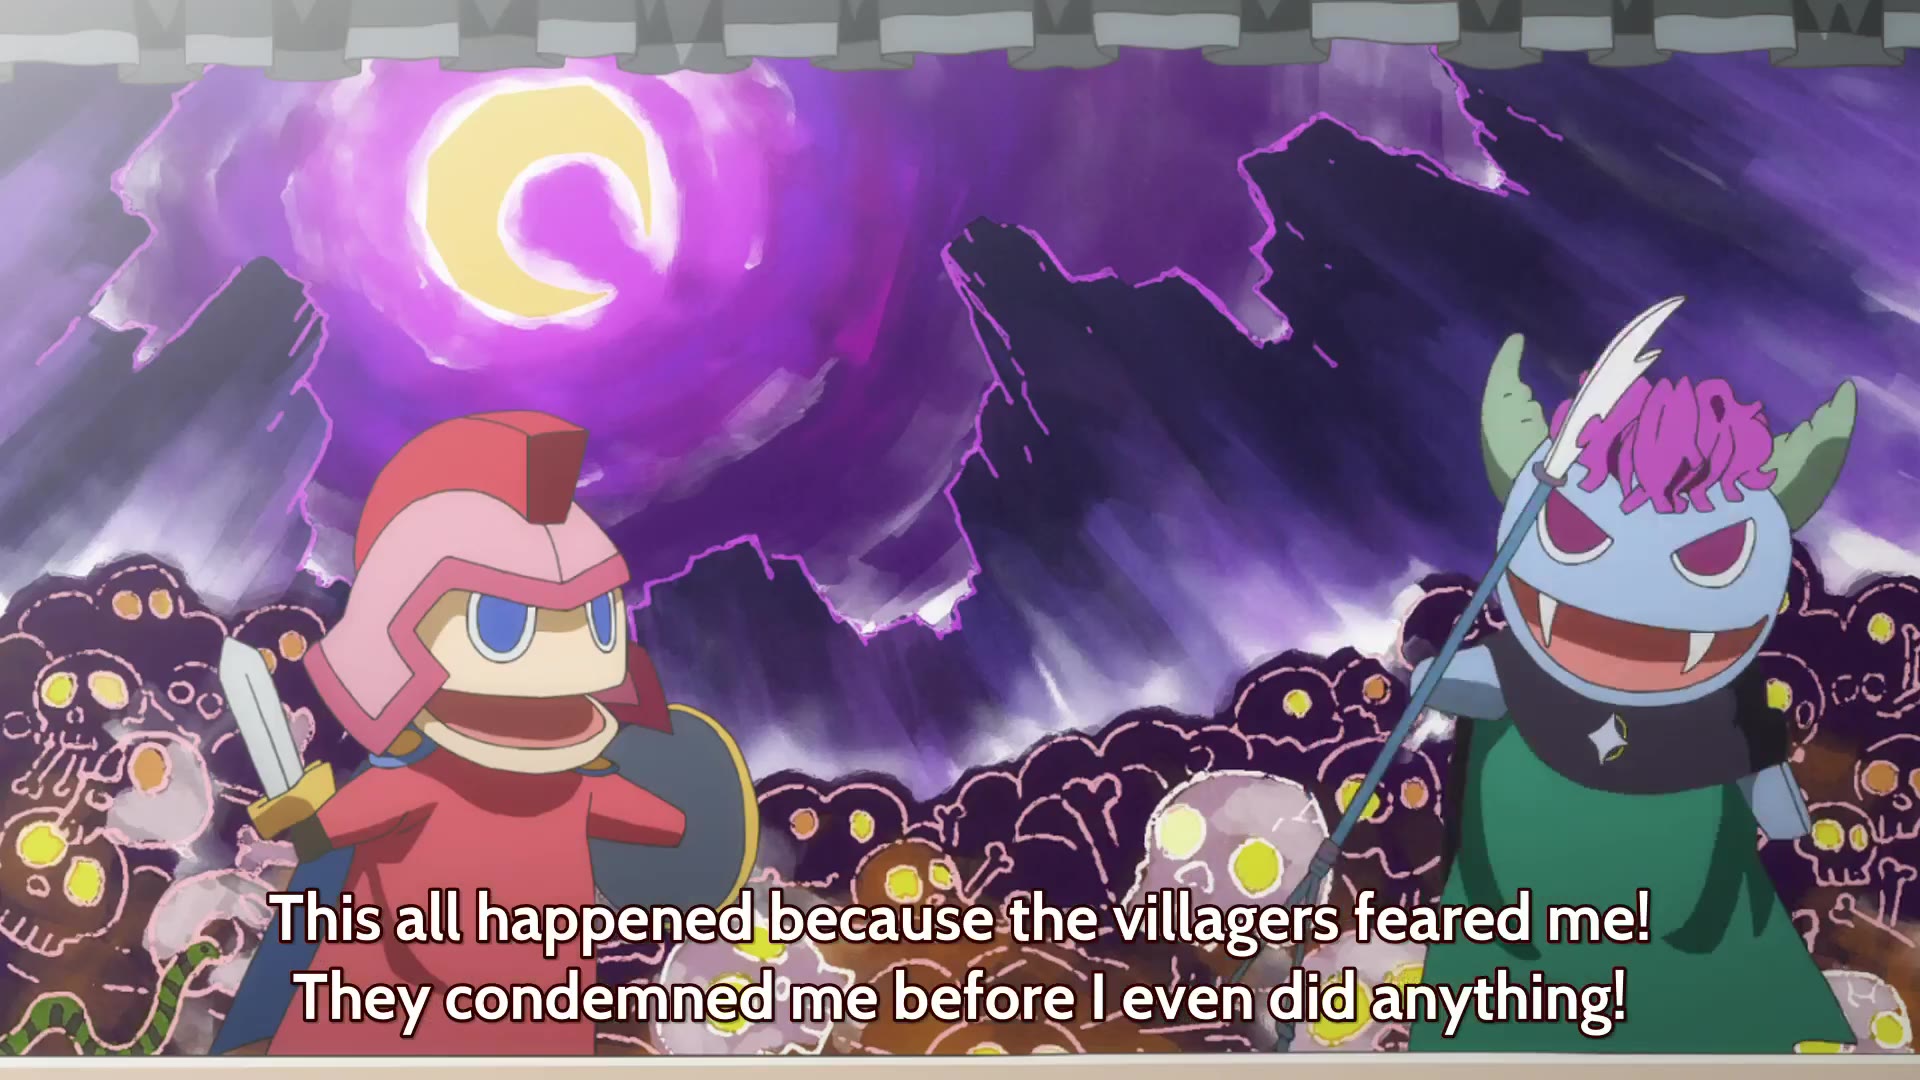 This all happened because the villagers feared me!
They condemned me before I even did anything!